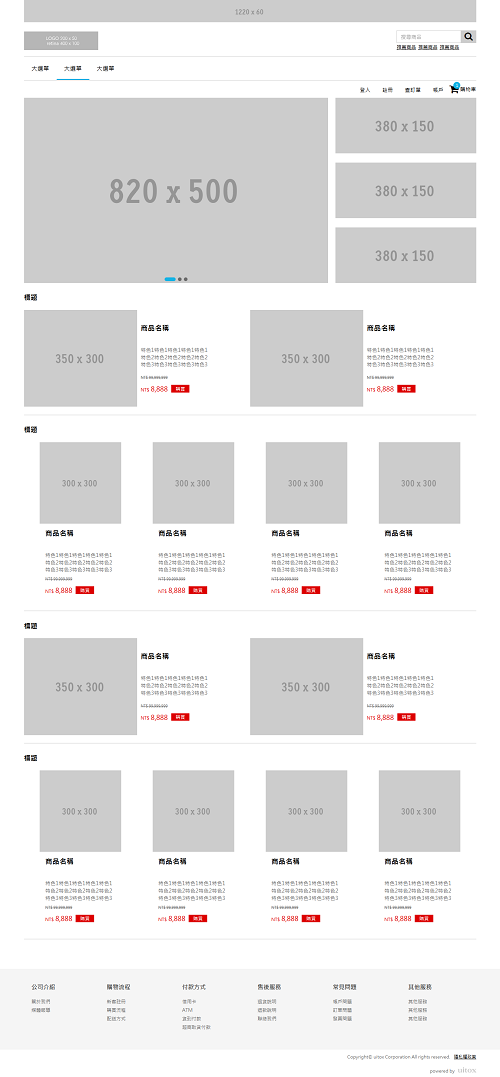 1220 x 60
LOGO 200 x 50
retina 400 x 100
搜尋商品
推薦商品 推薦商品 推薦商品
大選單 大選單 大選單
登入 註冊 查訂單 帳戶 購物車
820 x 500
380 x 150
380 x 150
380 x 150
標題
350 x 300
商品名稱
特色1特色1特色1特色1特色1
特色2特色2特色2特色2特色2
特色3特色3特色3特色3特色3
NT$ 99,999,999
NT$ 8,888 購買
350 x 300
商品名稱
特色1特色1特色1特色1特色1
特色2特色2特色2特色2特色2
特色3特色3特色3特色3特色3
NT$ 99,999,999
NT$ 8,888 購買
標題
300 x 300 300 x 300 300 x 300 300 x 300
商品名稱 商品名稱 商品名稱 商品名稱
特色1特色1特色1特色1特色1 特色1特色1特色1特色1特色1 特色1特色1特色1特色1特色1 特色1特色1特色1特色1特色1
特色2特色2特色2特色2特色2 特色2特色2特色2特色2特色2 特色2特色2特色2特色2特色2 特色2特色2特色2特色2特色2
特色3特色3特色3特色3特色3 特色3特色3特色3特色3特色3 特色3特色3特色3特色3特色3 特色3特色3特色3特色3特色3
NT$ 99,999,999 NT$ 99,999,999 NT$ 99,999,999 NT$ 99,999,999
NT$ 8,888 購買 NT$ 8,888 購買 NT$ 8,888 購買 NT$ 8,888 購買
標題
350 x 300
商品名稱
特色1特色1特色1特色1特色1
特色2特色2特色2特色2特色2
特色3特色3特色3特色3特色3
NT$ 99,999,999
NT$ 8,888 購買
350 x 300
商品名稱
特色1特色1特色1特色1特色1
特色2特色2特色2特色2特色2
特色3特色3特色3特色3特色3
NT$ 99,999,999
NT$ 8,888 購買
標題
300 x 300 300 x 300 300 x 300 300 x 300
商品名稱 商品名稱 商品名稱 商品名稱
特色1特色1特色1特色1特色1 特色1特色1特色1特色1特色1 特色1特色1特色1特色1特色1 特色1特色1特色1特色1特色1
特色2特色2特色2特色2特色2 特色2特色2特色2特色2特色2 特色2特色2特色2特色2特色2 特色2特色2特色2特色2特色2
特色3特色3特色3特色3特色3 特色3特色3特色3特色3特色3 特色3特色3特色3特色3特色3 特色3特色3特色3特色3特色3
NT$ 99,999,999 NT$ 99,999,999 NT$ 99,999,999 NT$ 99,999,999
NT$ 8,888 購買 NT$ 8,888 購買 NT$ 8,888 購買 NT$ 8,888 購買
公司介紹 購物流程 付款方式 售後服務 常見問題 其他服務
關於我們 新會註冊 信用卡 退貨說明 帳戶問題 其他服務
媒體報導 購買流程 ATM 退款說明 訂單問題 其他服務
配送方式 貨到付款 聯絡我們 發票問題 其他服務
超商取貨付款
Copyright© uitox Corporation All rights reserved. 隱私權政策
powered by uitox